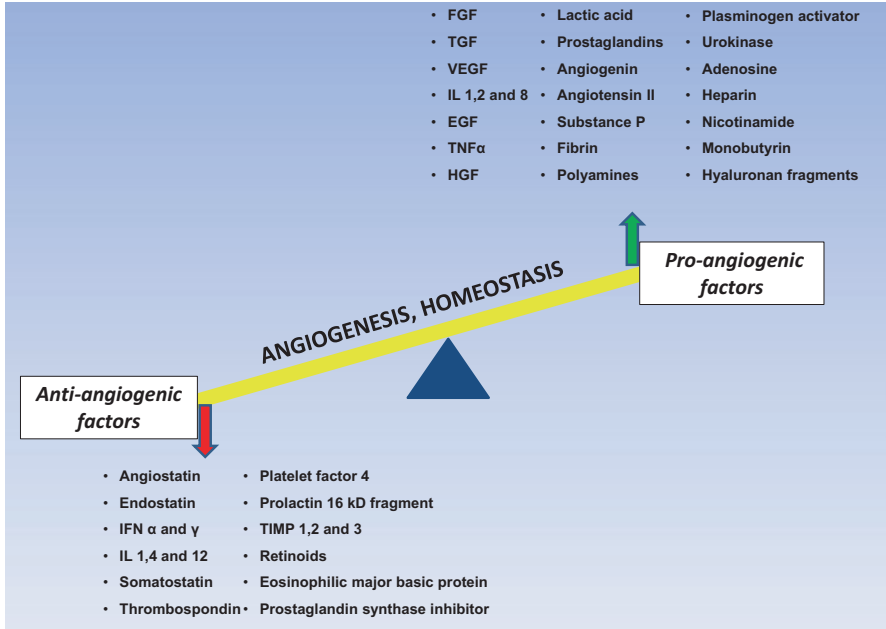 • FGF • Lactic acid • Plasminogen activator
• TGF • Prostaglandins • Urokinase
• VEGF • Angiogenin • Adenosine
• IL 1,2 and 8 • Angiotensin II • Heparin
• EGF • Substance P • Nicotinamide
• TNFα • Fibrin • Monobutyrin
• HGF • Polyamines • Hyaluronan fragments
Pro-angiogenic
factors
ANGIOGENESIS, HOMEOSTASIS
Anti-angiogenic
factors
• Angiostatin • Platelet factor 4
• Endostatin • Prolactin 16 kD fragment
• IFN α and γ • TIMP 1,2 and 3
• IL 1,4 and 12 • Retinoids
• Somatostatin • Eosinophilic major basic protein
• Thrombospondin • Prostaglandin synthase inhibitor